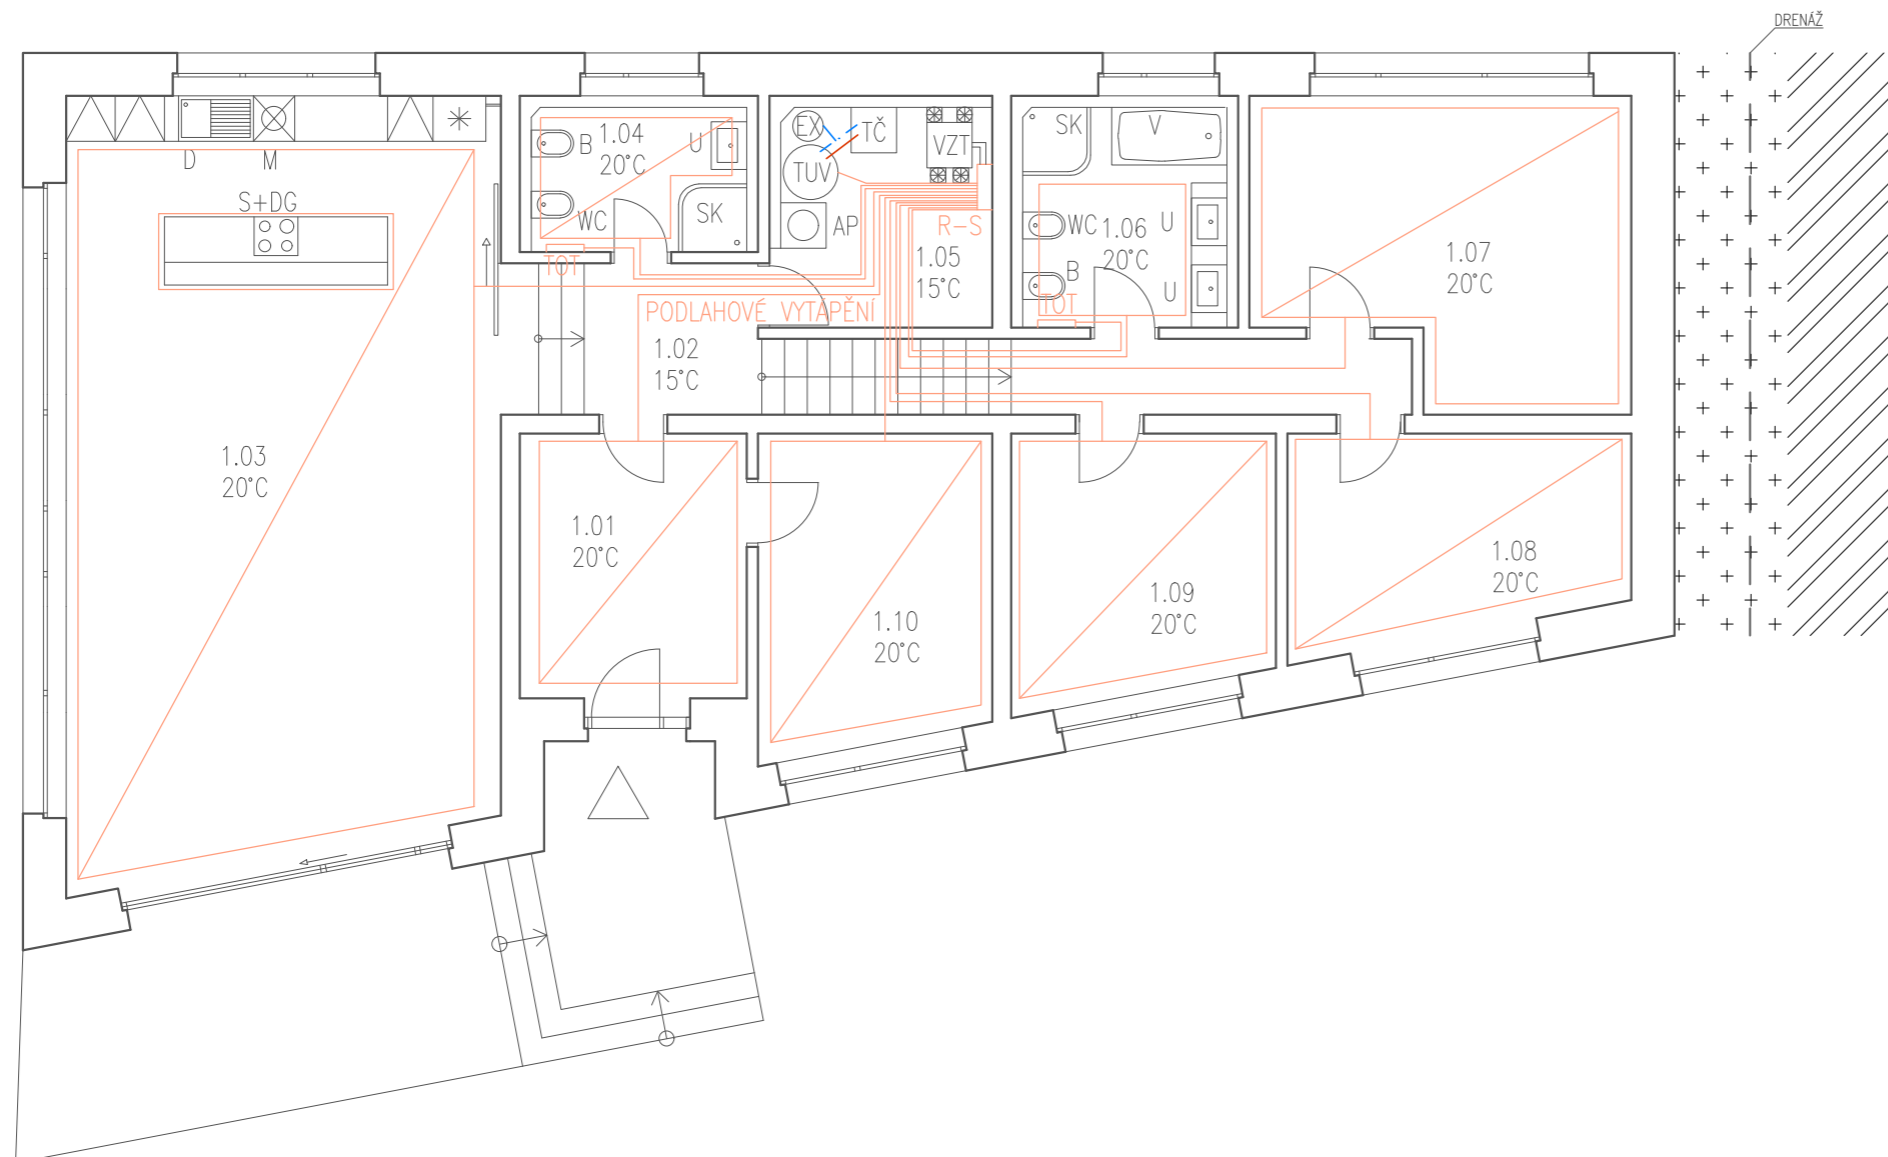 DRENÁŽ
D
M
S+DG
1.03
20°C
B
1.04
20°C
U
WC
SK
TOT
EX
TČ
TUV
VZT
AP
R-S
1.05
15°C
PODLAHOVÉ VYTÁPĚNÍ
1.02
15°C
SK
V
WC
1.06
20°C
U
B
U
TOT
1.07
20°C
1.01
20°C
1.10
20°C
1.09
20°C
1.08
20°C